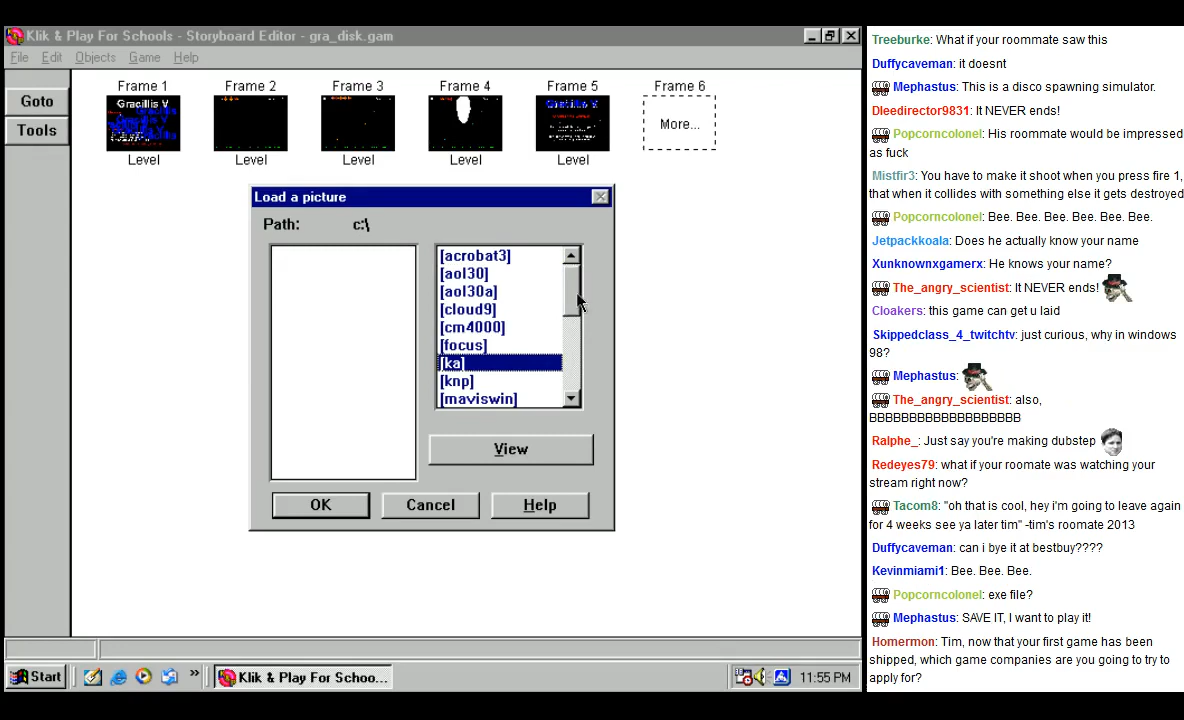 Klik & Play For Schools - Storyboard Editor - gra_disk.gam
File Edit Objects Game Help
Goto
Tools
Frame 1 Frame 2 Frame 3 Frame 4 Frame 5 Frame 6
Gracillis V
Gracillis V
More...
Level Level Level Level Level
Load a picture
Path: c:\
[acrobat3]
[aol30]
[aol30a]
[cloud9]
[cm4000]
[focus]
[ka]
[knp]
[maviswin]
View
OK Cancel Help
Start
Klik & Play For Schoo...
11:55 PM
Treeburke: What if your roommate saw this
Duffycaveman: it doesnt
Mephastus: This is a disco spawning simulator.
Dleedirector9831: It NEVER ends!
Popcorncolonel: His roommate would be impressed
as fuck
Mistfir3: You have to make it shoot when you press fire 1,
that when it collides with something else it gets destroyed
Popcorncolonel: Bee. Bee. Bee. Bee. Bee. Bee.
Jetpackkoala: Does he actually know your name
Xunknownxgamerx: He knows your name?
The_angry_scientist: It NEVER ends!
Cloakers: this game can get u laid
Skippedclass_4_twitchtv: just curious, why in windows
98?
Mephastus:
The_angry_scientist: also,
BBBBBBBBBBBBBBBBBBB
Ralphe_: Just say you're making dubstep
Redeyes79: what if your roomate was watching your
stream right now?
Tacom8: "oh that is cool, hey i'm going to leave again
for 4 weeks see ya later tim" -tim's roomate 2013
Duffycaveman: can i bye it at bestbuy????
Kevinmiami1: Bee. Bee. Bee.
Popcorncolonel: exe file?
Mephastus: SAVE IT, I want to play it!
Homermon: Tim, now that your first game has been
shipped, which game companies are you going to try to
apply for?